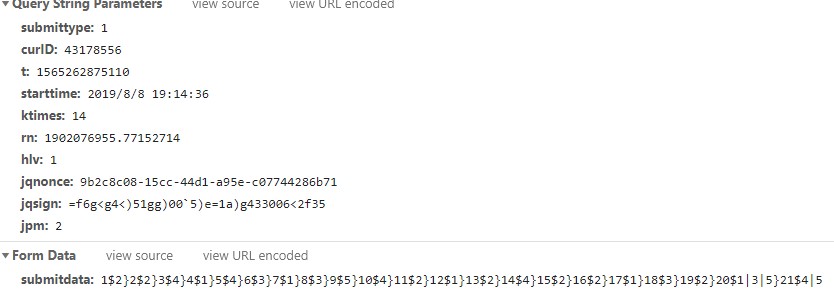 Query String Parameters view source view URL encoded
submittype: 1
curID: 43178556
t: 1565262875110
starttime: 2019/8/8 19:14:36
ktimes: 14
rn: 1902076955.77152714
hlv: 1
jqnonce: 9b2c8c08-15cc-44d1-a95e-c07744286b71
jqsign: =f6g<g4<)51gg)00`5)e=1a)g433006<2f35
jpm: 2
Form Data view source view URL encoded
submitdata: 1$2}2$2}3$4}4$1}5$4}6$3}7$1}8$3}9$5}10$4}11$2}12$1}13$2}14$4}15$2}16$2}17$1}18$3}19$2}20$1|3|5}21$4|5